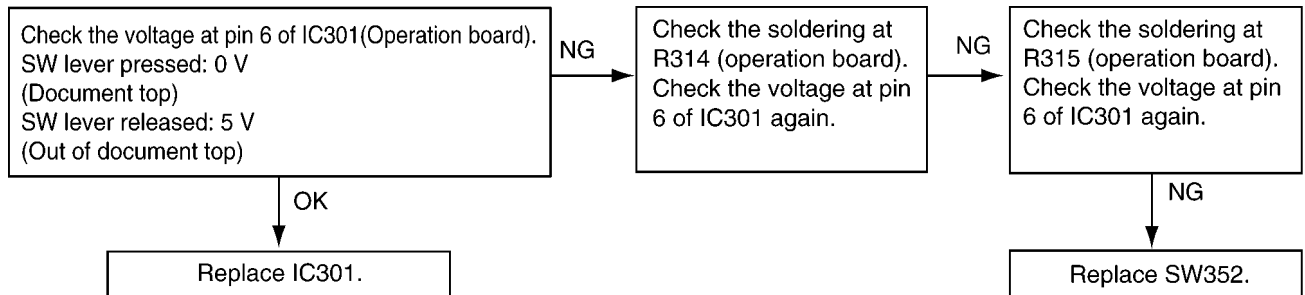 Check the voltage at pin 6 of IC301(Operation board).
SW lever pressed: 0 V
(Document top)
SW lever released: 5 V
(Out of document top)
NG
Check the soldering at
R314 (operation board).
Check the voltage at pin
6 of IC301 again.
NG
Check the soldering at
R315 (operation board).
Check the voltage at pin
6 of IC301 again.
OK
NG
Replace IC301.
Replace SW352.